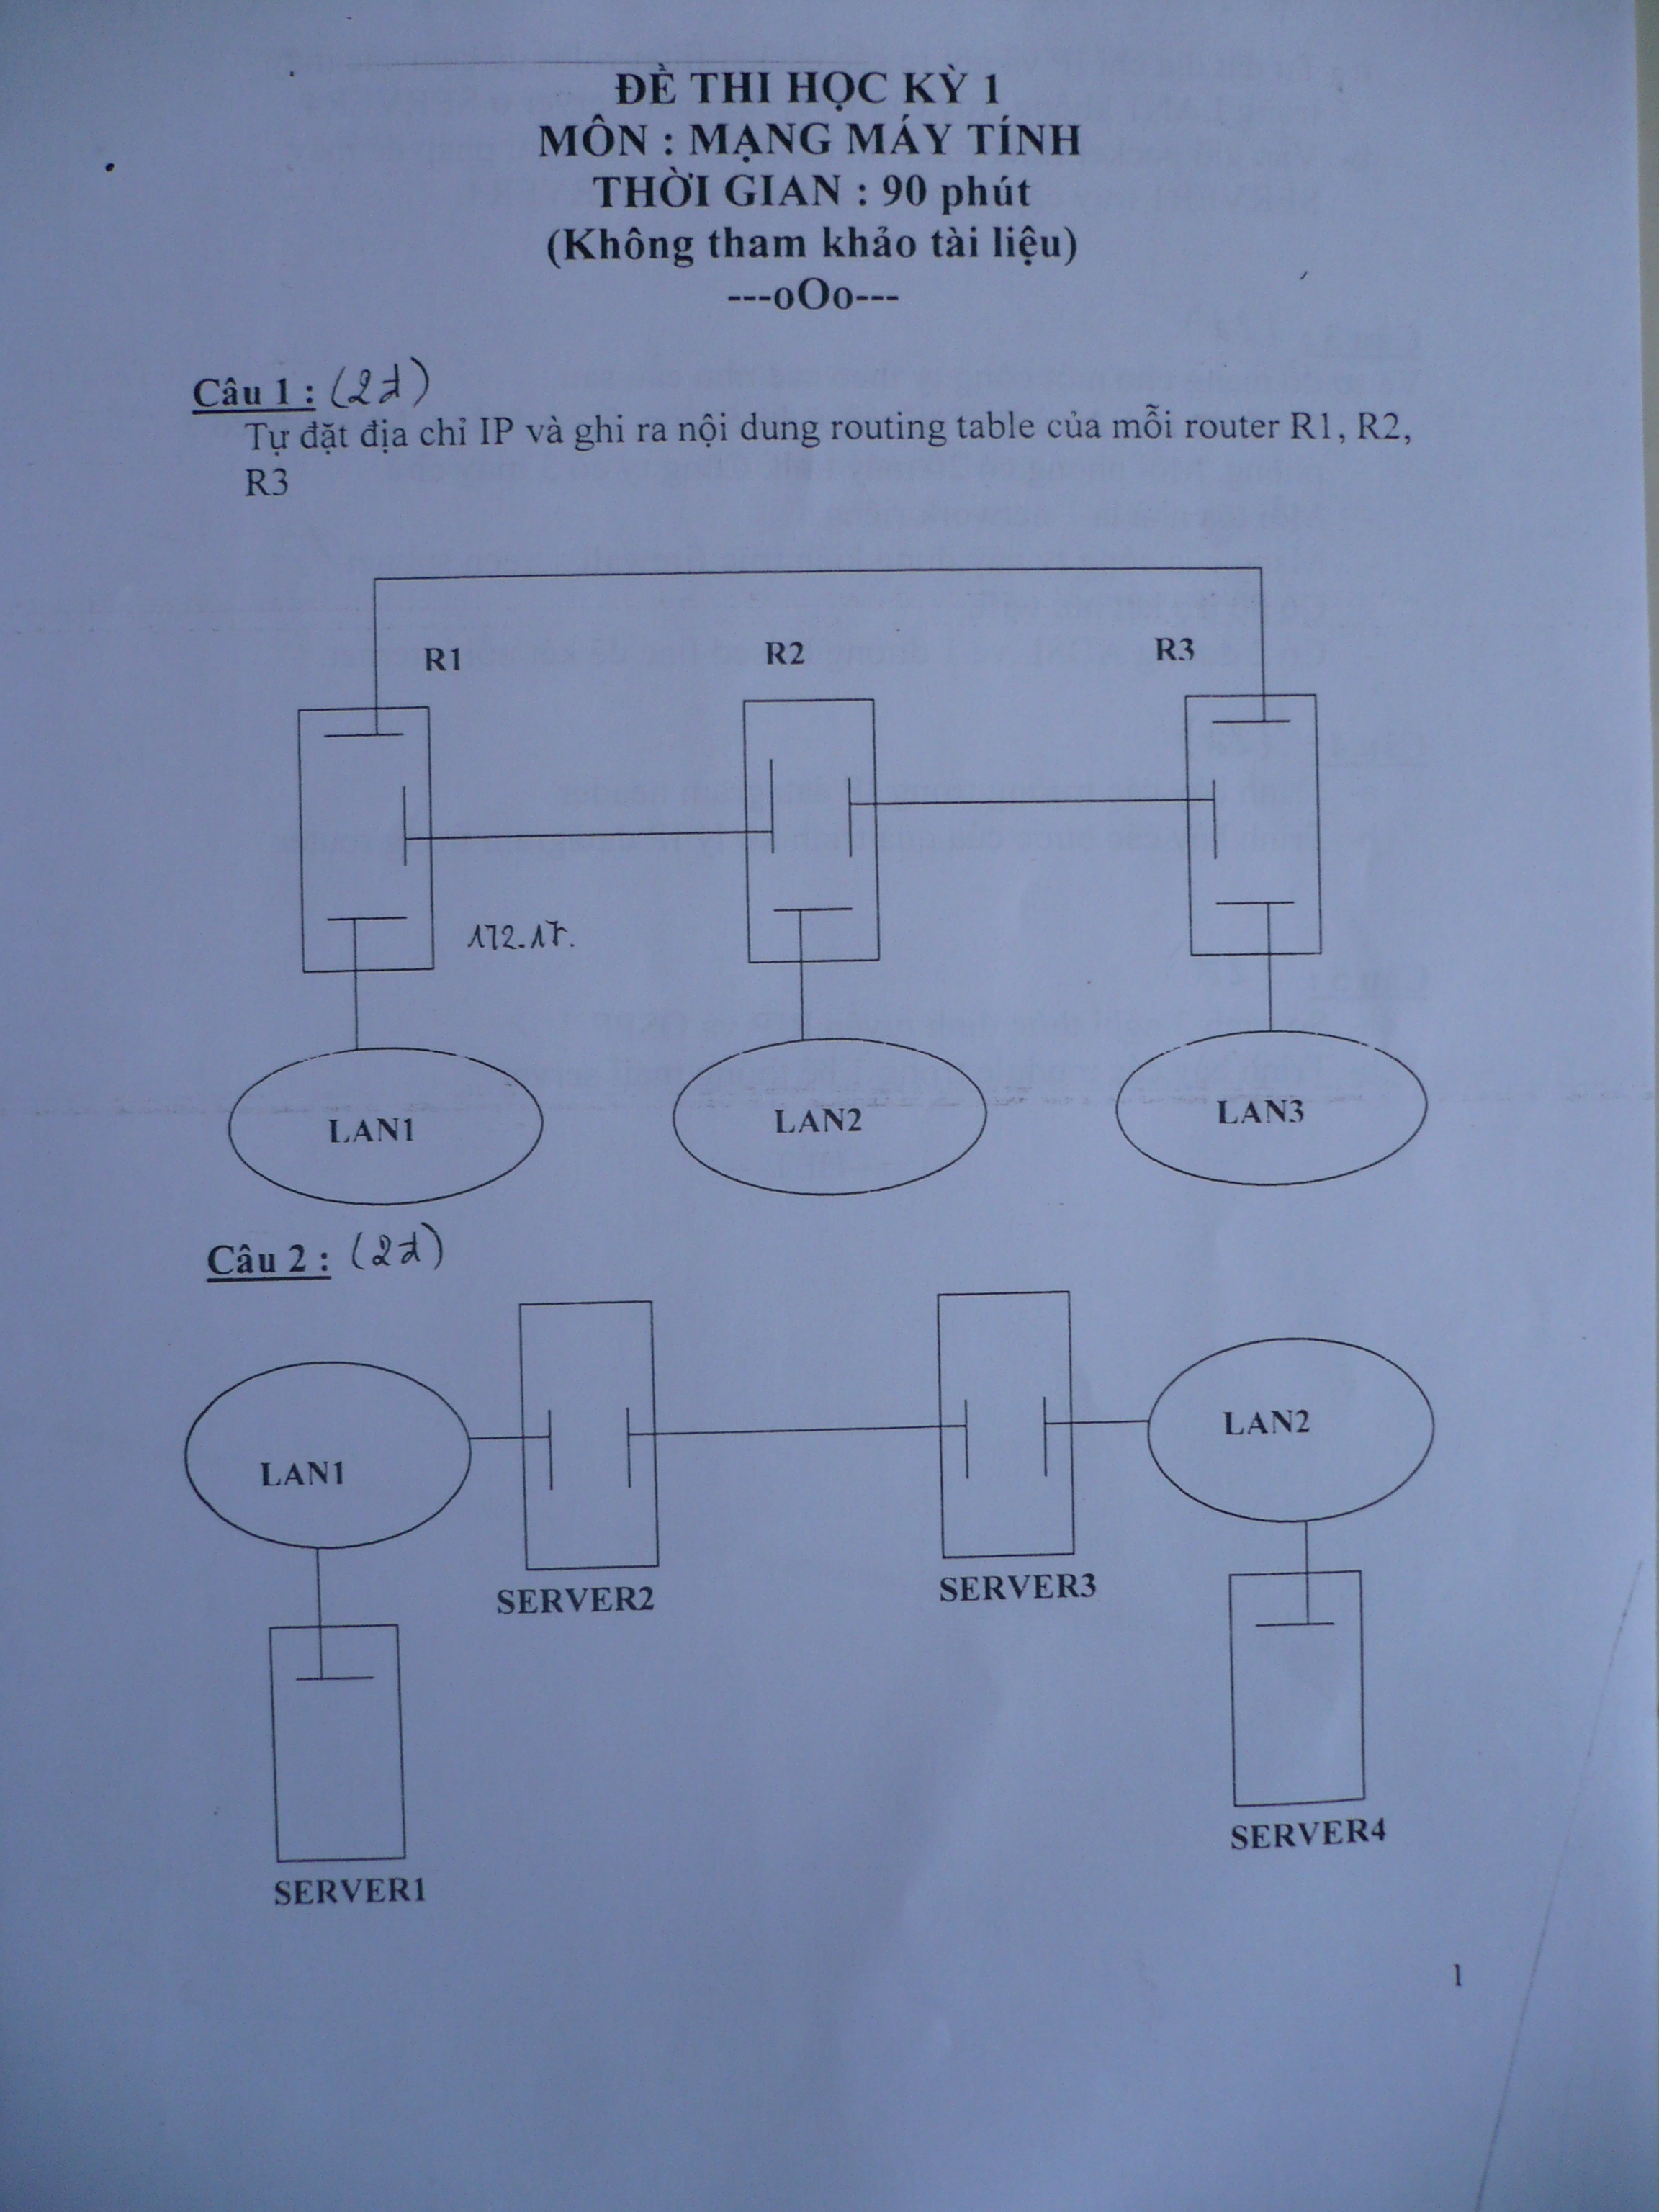 ĐỀ THI HỌC KỲ 1
MÔN : MẠNG MÁY TÍNH
THỜI GIAN : 90 phút
(Không tham khảo tài liệu)
---oOo---
Câu 1 : (2đ)
Tự đặt địa chỉ IP và ghi ra nội dung routing table của mỗi router R1, R2,
R3
R1 R2 R3
172.17.
LAN1 LAN2 LAN3
Câu 2 : (2đ)
LAN1 LAN2
SERVER2 SERVER3
SERVER1 SERVER4
1